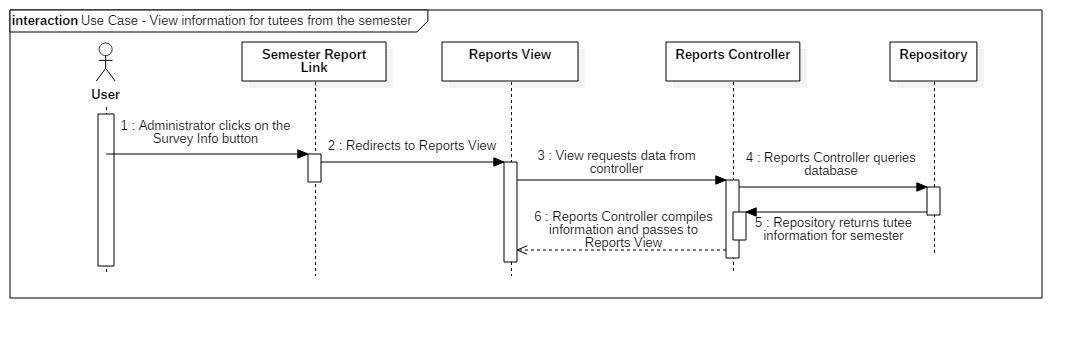 interaction Use Case - View information for tutees from the semester
User
Semester Report
Link
Reports View
Reports Controller
Repository
1 : Administrator clicks on the
Survey Info button
2 : Redirects to Reports View
3 : View requests data from
controller
4 : Reports Controller queries
database
5 : Repository returns tutee
information for semester
6 : Reports Controller compiles
information and passes to
Reports View